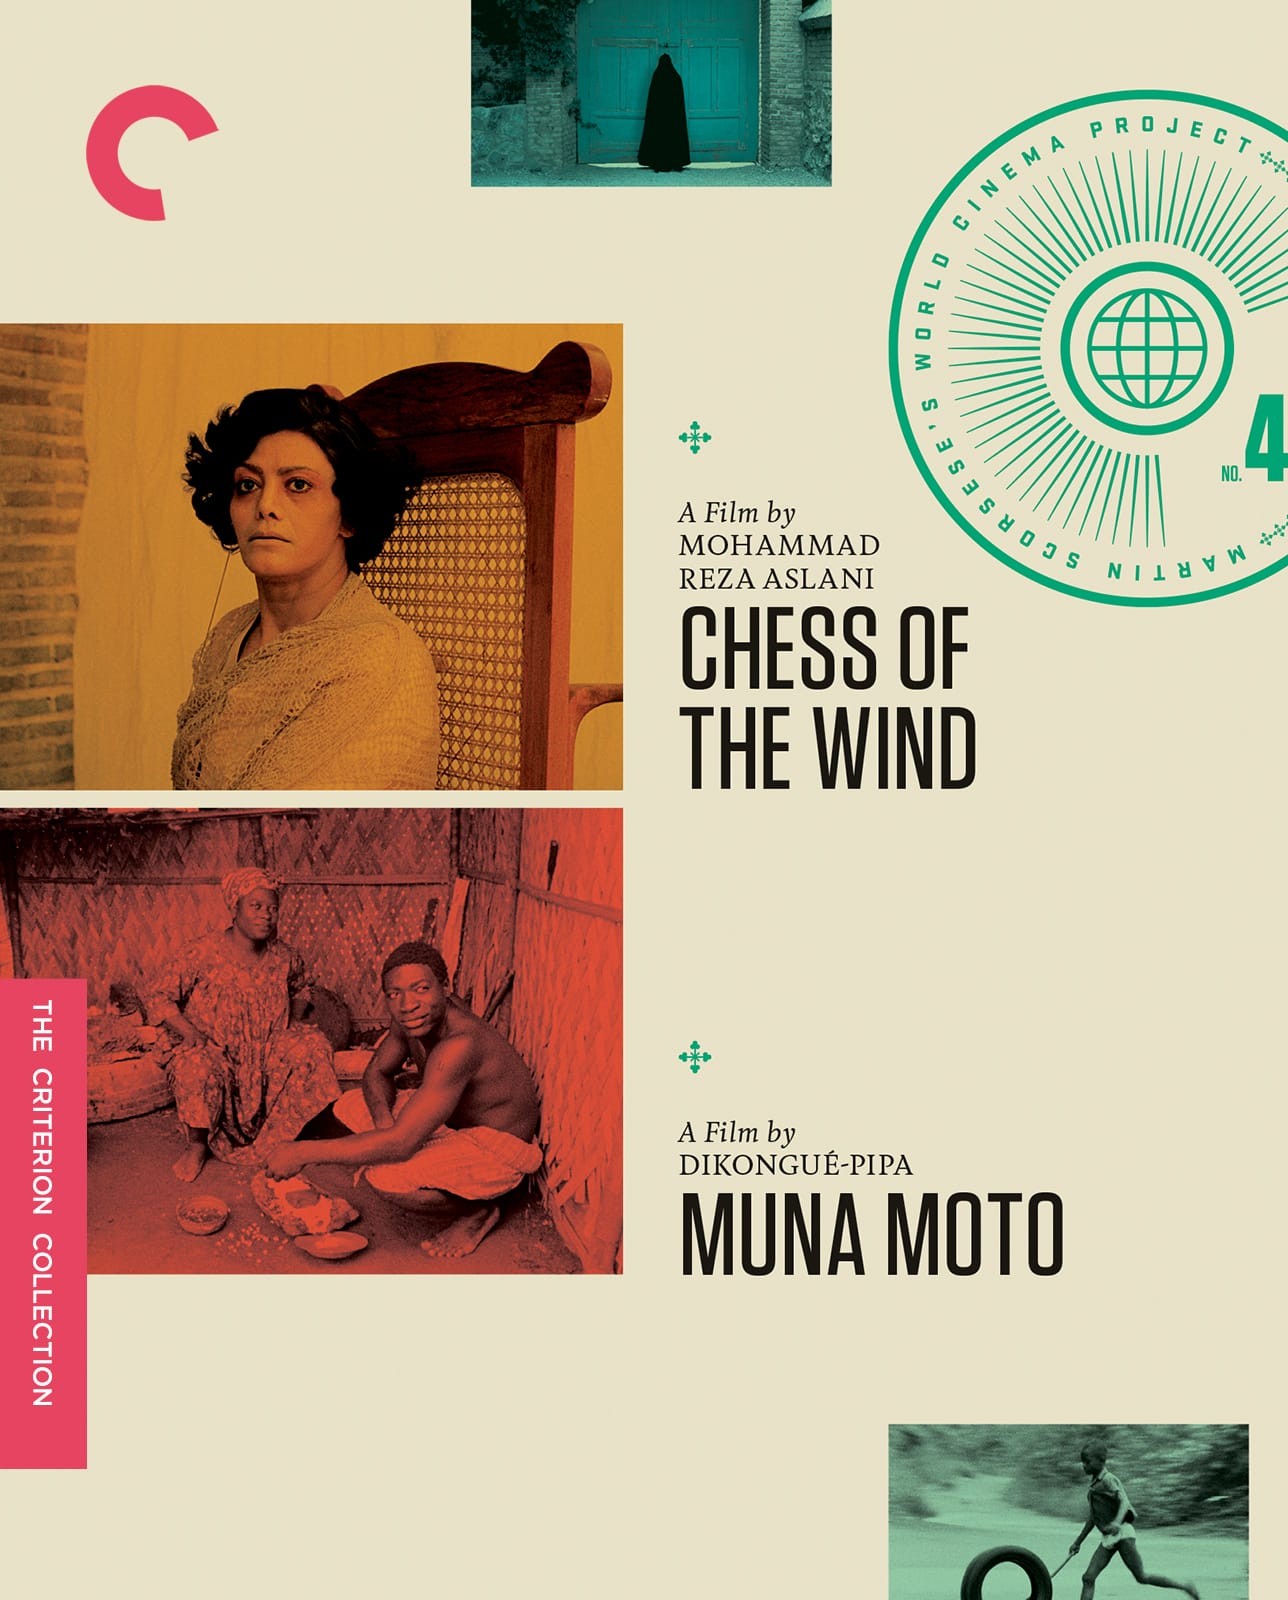 MARTIN SCORSESE'S WORLD CINEMA PROJECT
NO. 4
A Film by
MOHAMMAD
REZA ASLANI
CHESS OF
THE WIND
A Film by
DIKONGUÉ-PIPA
MUNA MOTO
THE CRITERION COLLECTION